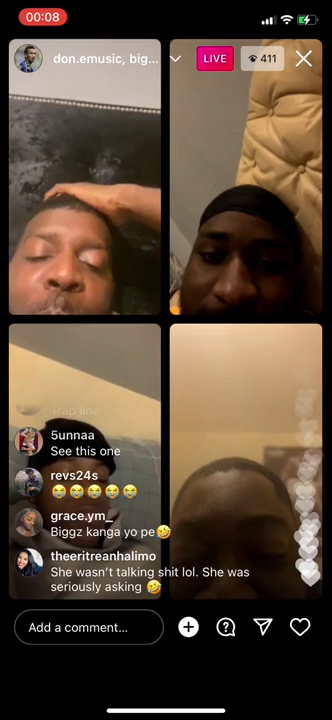 00:08
don.emusic, big...
LIVE
411
Trap line
5unnaa
See this one
revs24s
😭😭😭😭😭
grace.ym_
Biggz kanga yo pe🤣
theeritreanhalimo
She wasn't talking shit lol. She was
seriously asking 🤣
Add a comment...